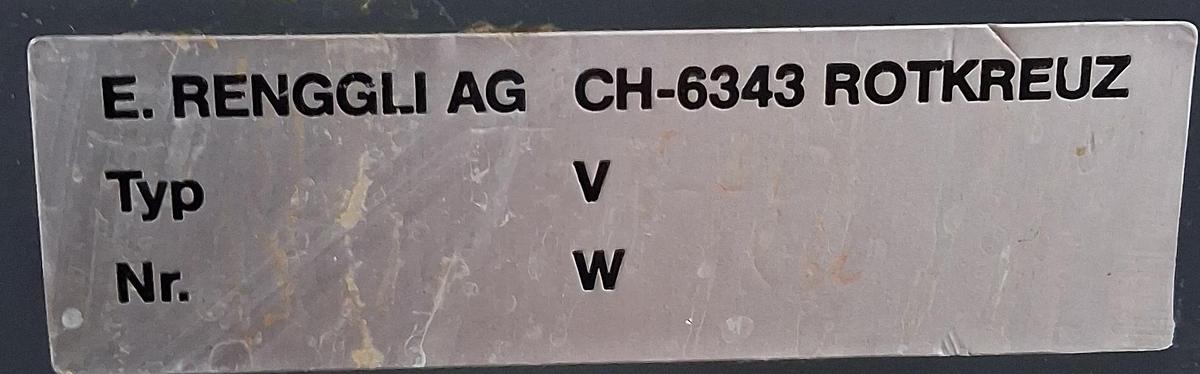 E. RENGGLI AG CH-6343 ROTKREUZ
Typ V
Nr. W